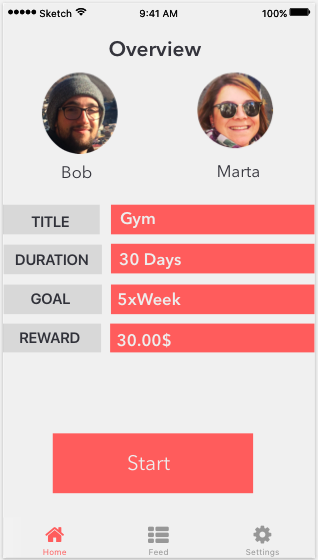 Sketch 9:41 AM 100%
Overview
Bob Marta
TITLE Gym
DURATION 30 Days
GOAL 5xWeek
REWARD 30.00$
Start
Home Feed Settings